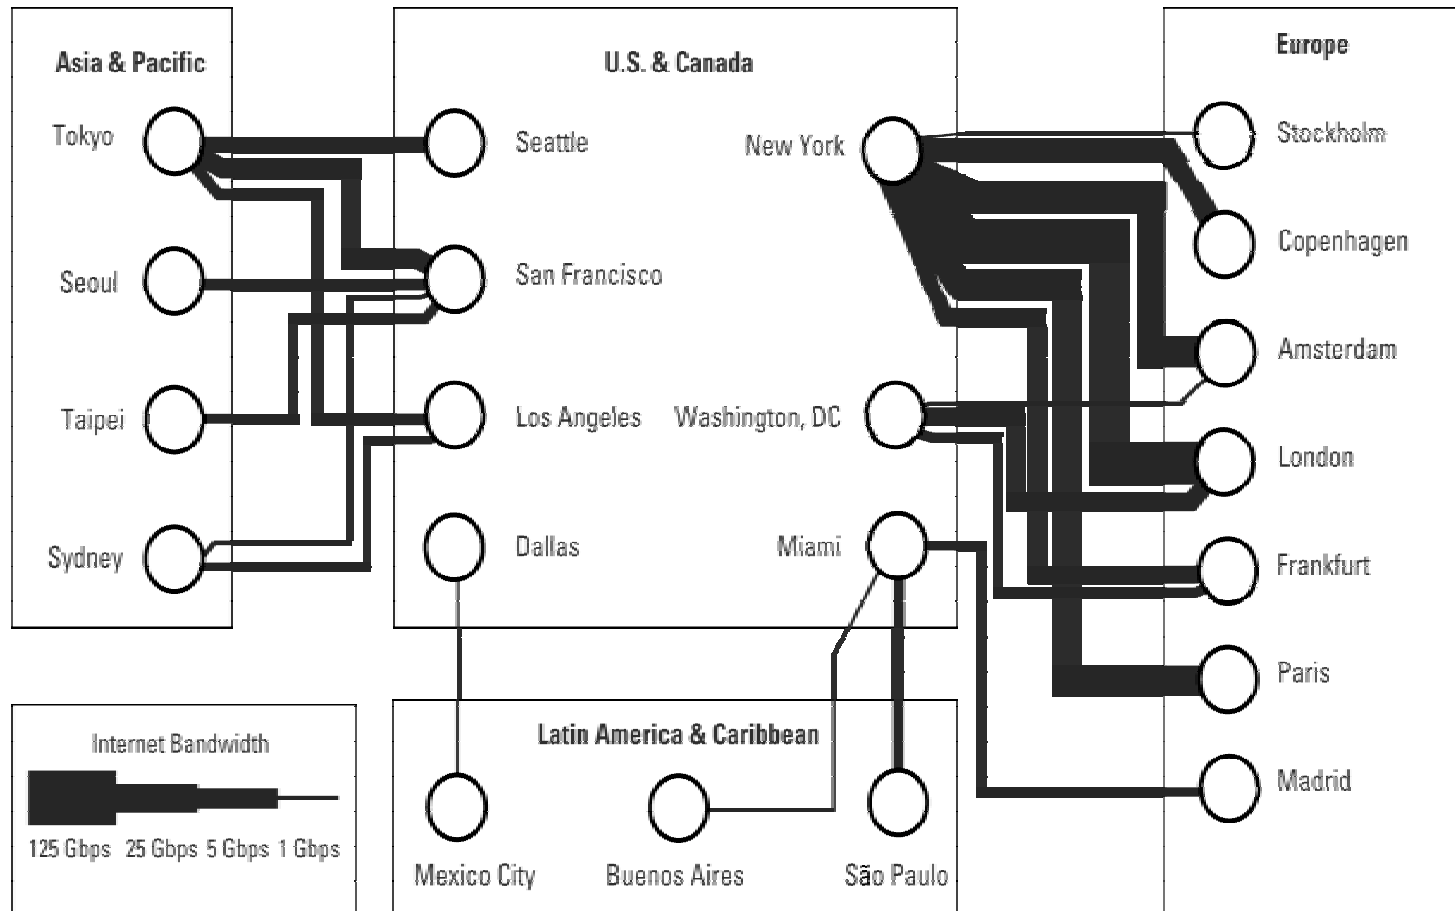 Asia & Pacific
U.S. & Canada
Europe
Tokyo
Seattle
New York
Stockholm
Copenhagen
Seoul
San Francisco
Amsterdam
Taipei
Los Angeles
Washington, DC
London
Sydney
Dallas
Miami
Frankfurt
Paris
Madrid
Internet Bandwidth
125 Gbps 25 Gbps 5 Gbps 1 Gbps
Latin America & Caribbean
Mexico City
Buenos Aires
São Paulo